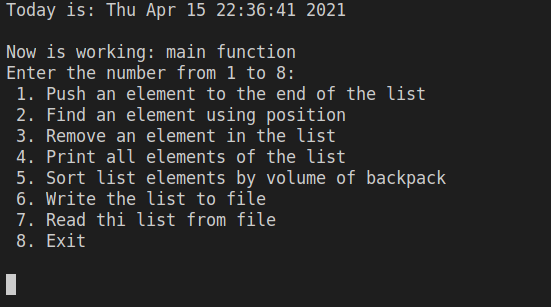 Today is: Thu Apr 15 22:36:41 2021
Now is working: main function
Enter the number from 1 to 8:
1. Push an element to the end of the list
2. Find an element using position
3. Remove an element in the list
4. Print all elements of the list
5. Sort list elements by volume of backpack
6. Write the list to file
7. Read thi list from file
8. Exit